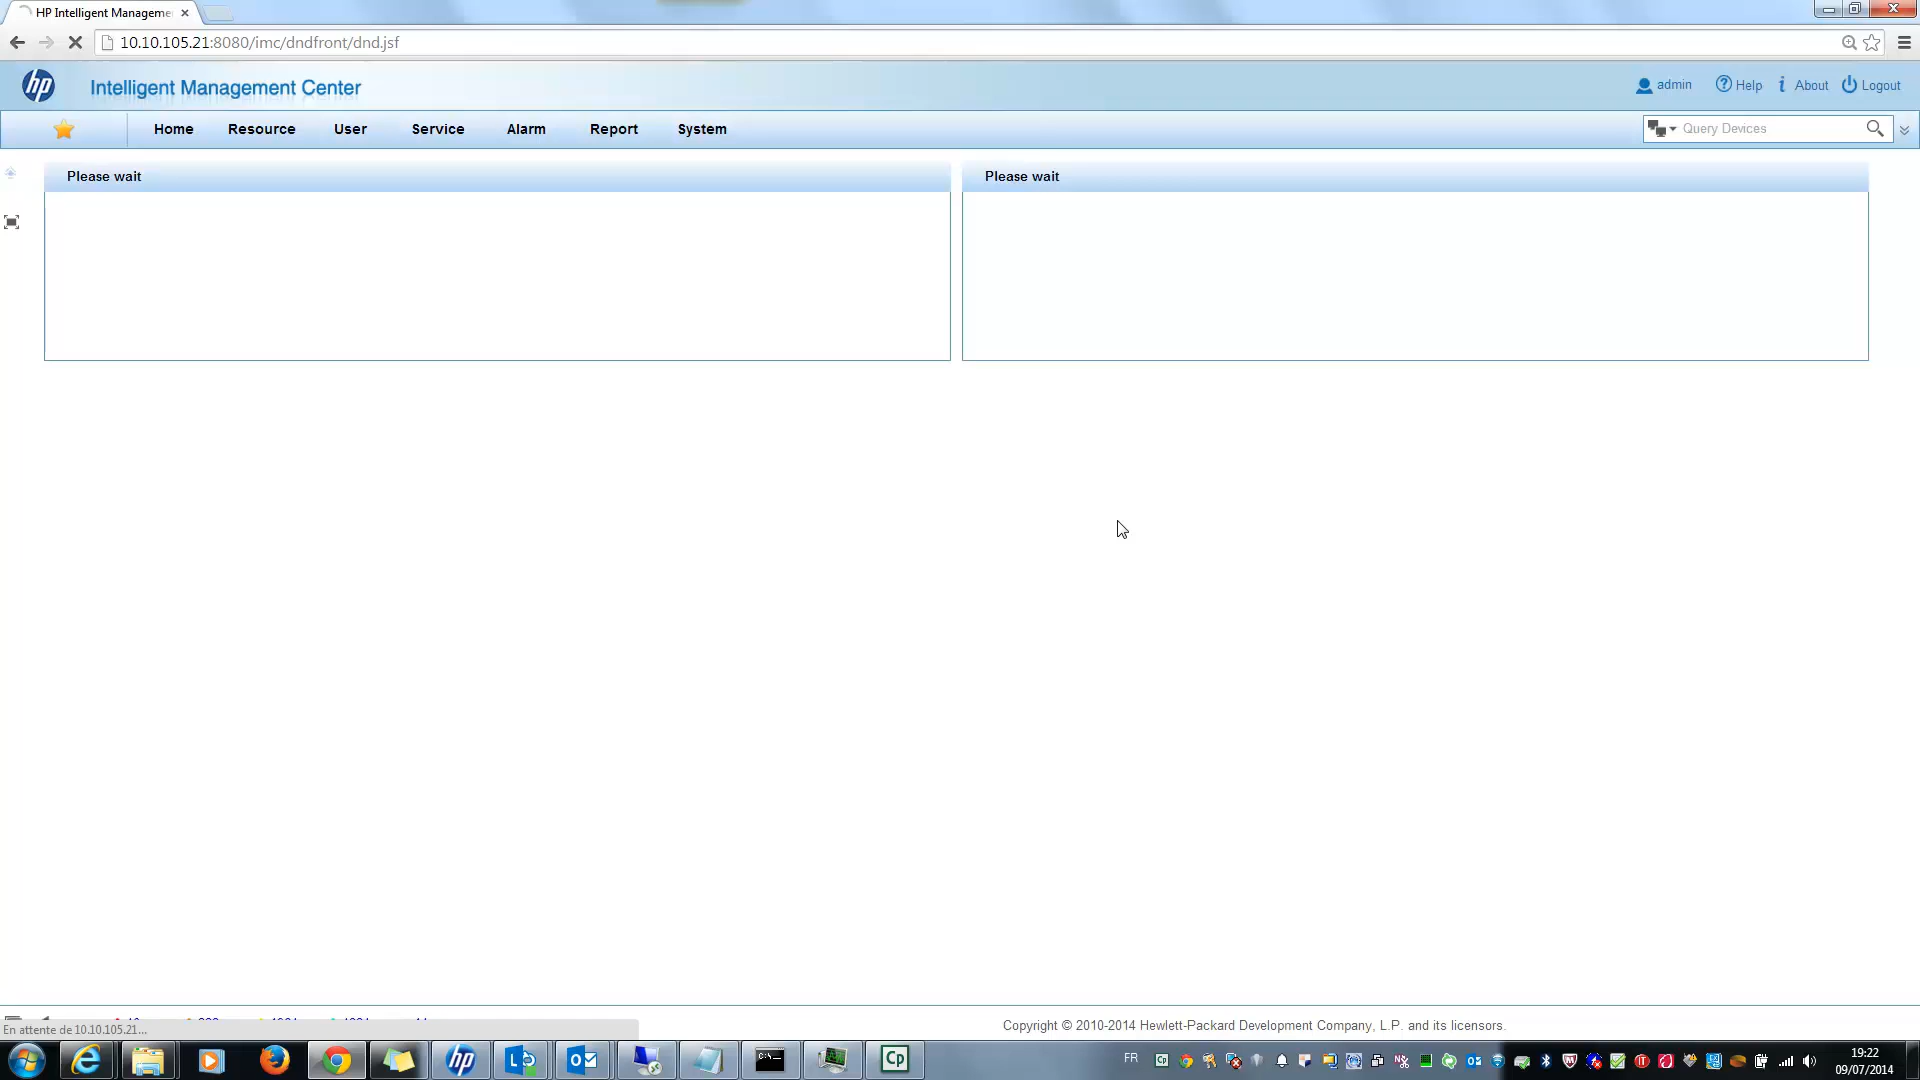 HP Intelligent Manageme
10.10.105.21:8080/imc/dndfront/dnd.jsf
hp Intelligent Management Center
admin Help About Logout
Home Resource User Service Alarm Report System
Query Devices
Please wait
Please wait
En attente de 10.10.105.21...
Copyright © 2010-2014 Hewlett-Packard Development Company, L.P. and its licensors.
FR
19:22
09/07/2014